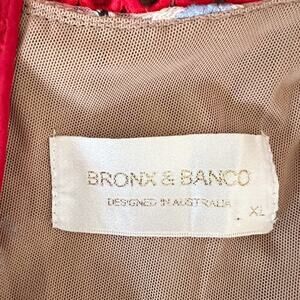 BRONX & BANCO
DESIGNED IN AUSTRALIA
XL